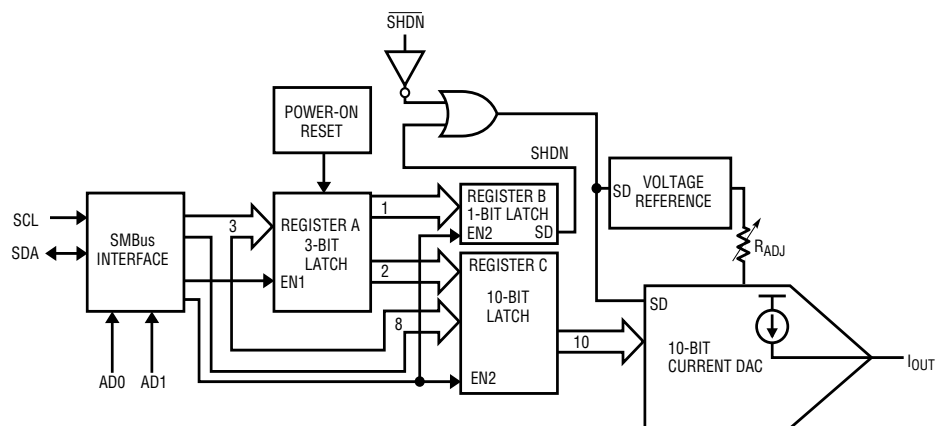 SHDN
POWER-ON
RESET
SHDN
SD
VOLTAGE
REFERENCE
SCL
SDA
SMBus
INTERFACE
3
REGISTER A
3-BIT
LATCH
EN1
1
REGISTER B
1-BIT LATCH
EN2
SD
RADJ
2
REGISTER C
10-BIT
LATCH
EN2
8
10
SD
10-BIT
CURRENT DAC
IOUT
AD0
AD1